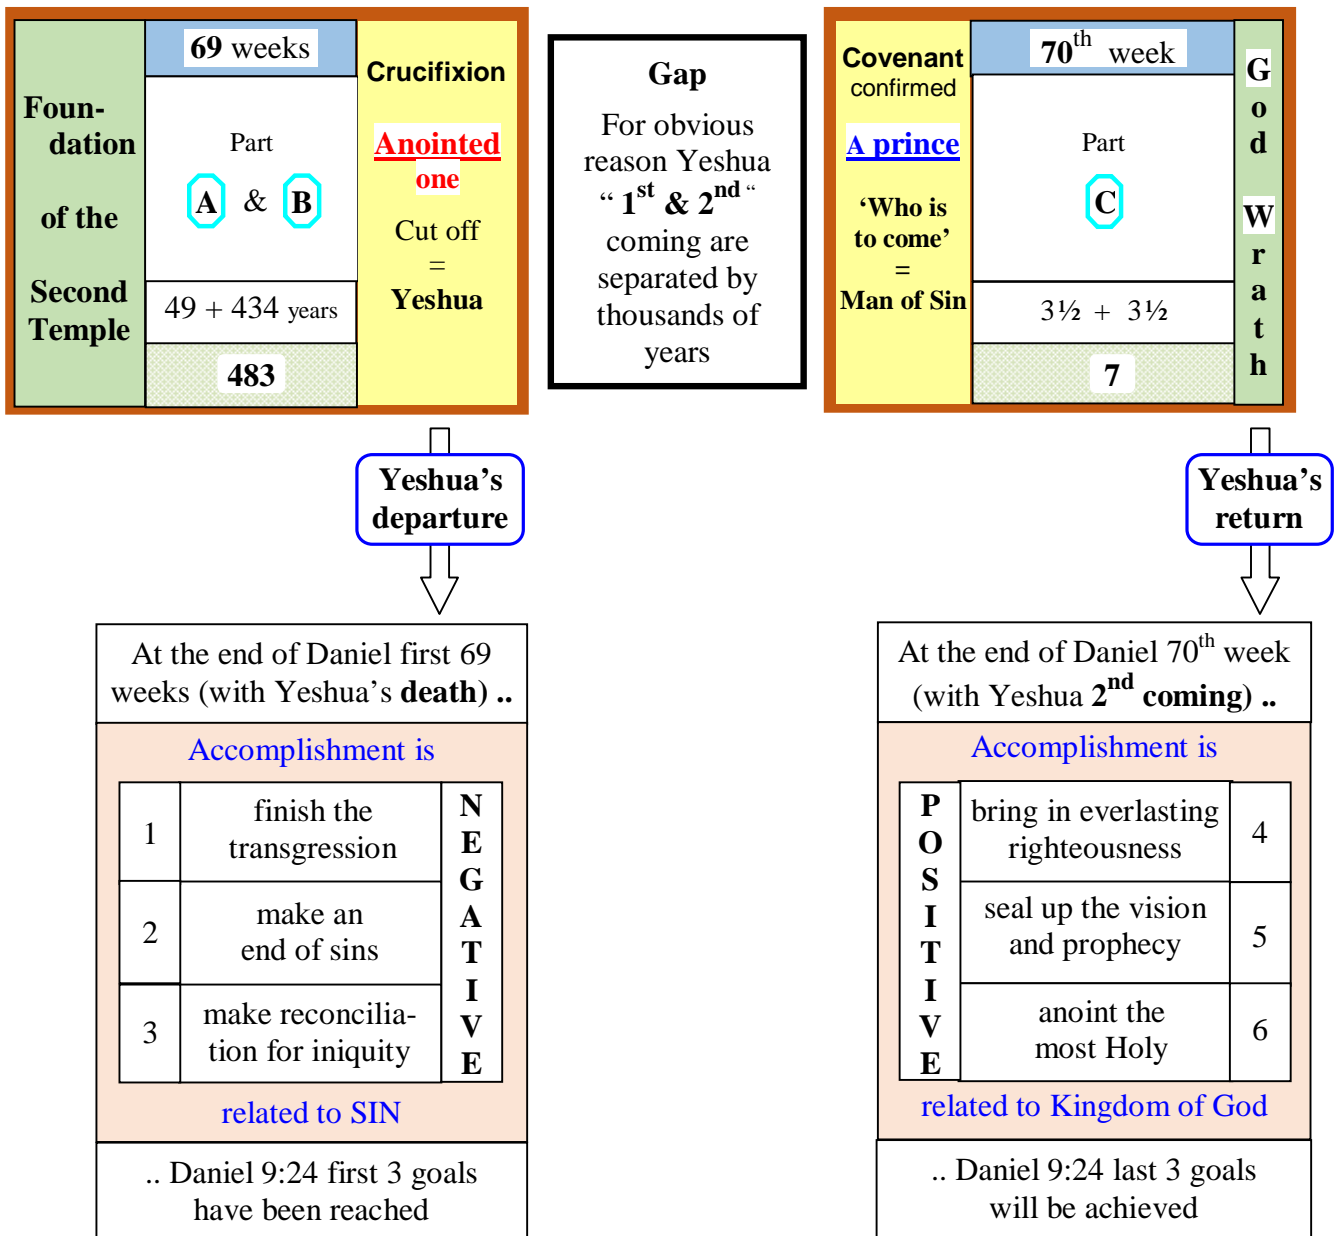 Foun-
dation
of the
Second
Temple
69 weeks
Part
A & B
49 + 434 years
483
Crucifixion
Anointed
one
Cut off
=
Yeshua
Gap
For obvious
reason Yeshua
“ 1st & 2nd “
coming are
separated by
thousands of
years
Covenant
confirmed
A prince
‘Who is
to come’
=
Man of Sin
70th week
Part
C
3½ + 3½
7
G
o
d
W
r
a
t
h
Yeshua’s
departure
Yeshua’s
return
At the end of Daniel first 69
weeks (with Yeshua’s death) ..
Accomplishment is
1
finish the
transgression
2
make an
end of sins
3
make reconcilia-
tion for iniquity
N
E
G
A
T
I
V
E
related to SIN
.. Daniel 9:24 first 3 goals
have been reached
At the end of Daniel 70th week
(with Yeshua 2nd coming) ..
Accomplishment is
P
O
S
I
T
I
V
E
bring in everlasting
righteousness
4
seal up the vision
and prophecy
5
anoint the
most Holy
6
related to Kingdom of God
.. Daniel 9:24 last 3 goals
will be achieved